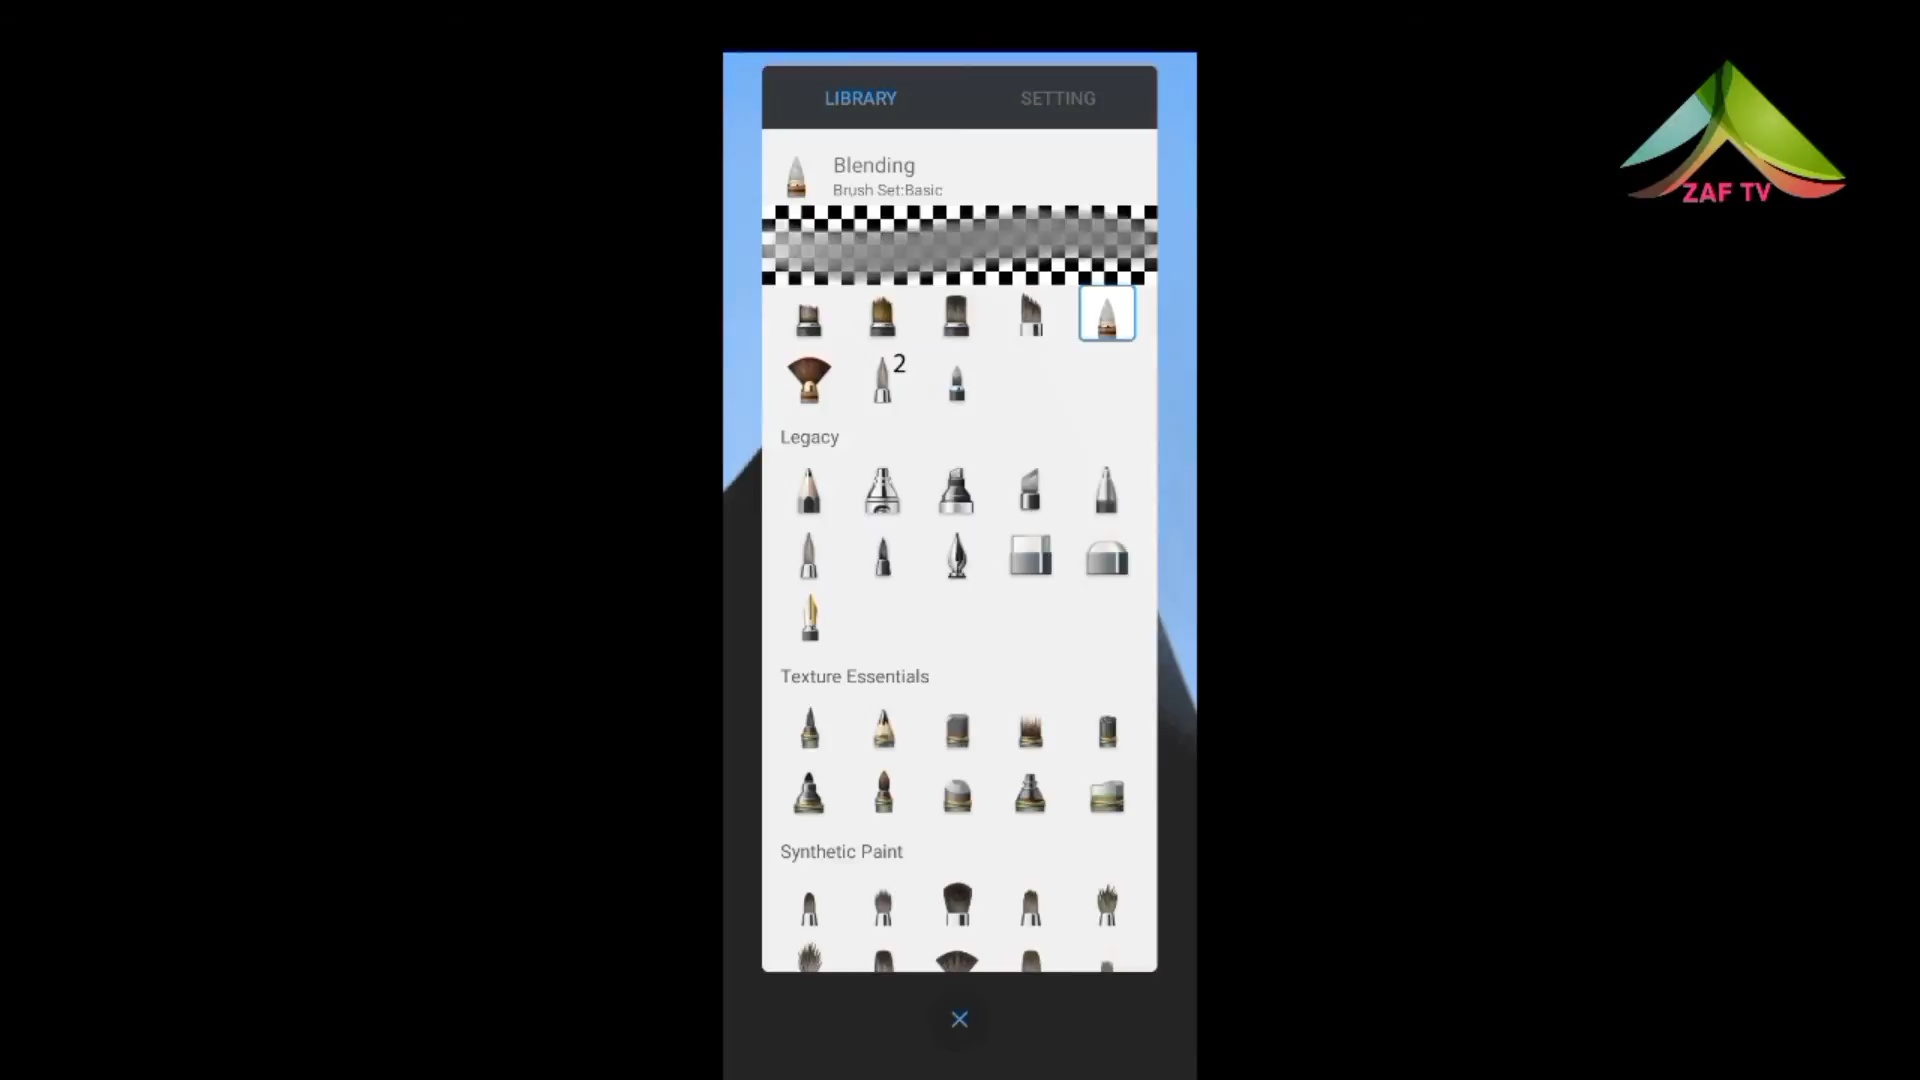 LIBRARY
SETTING
ZAF TV
Blending
Brush Set:Basic
2
Legacy
Texture Essentials
Synthetic Paint